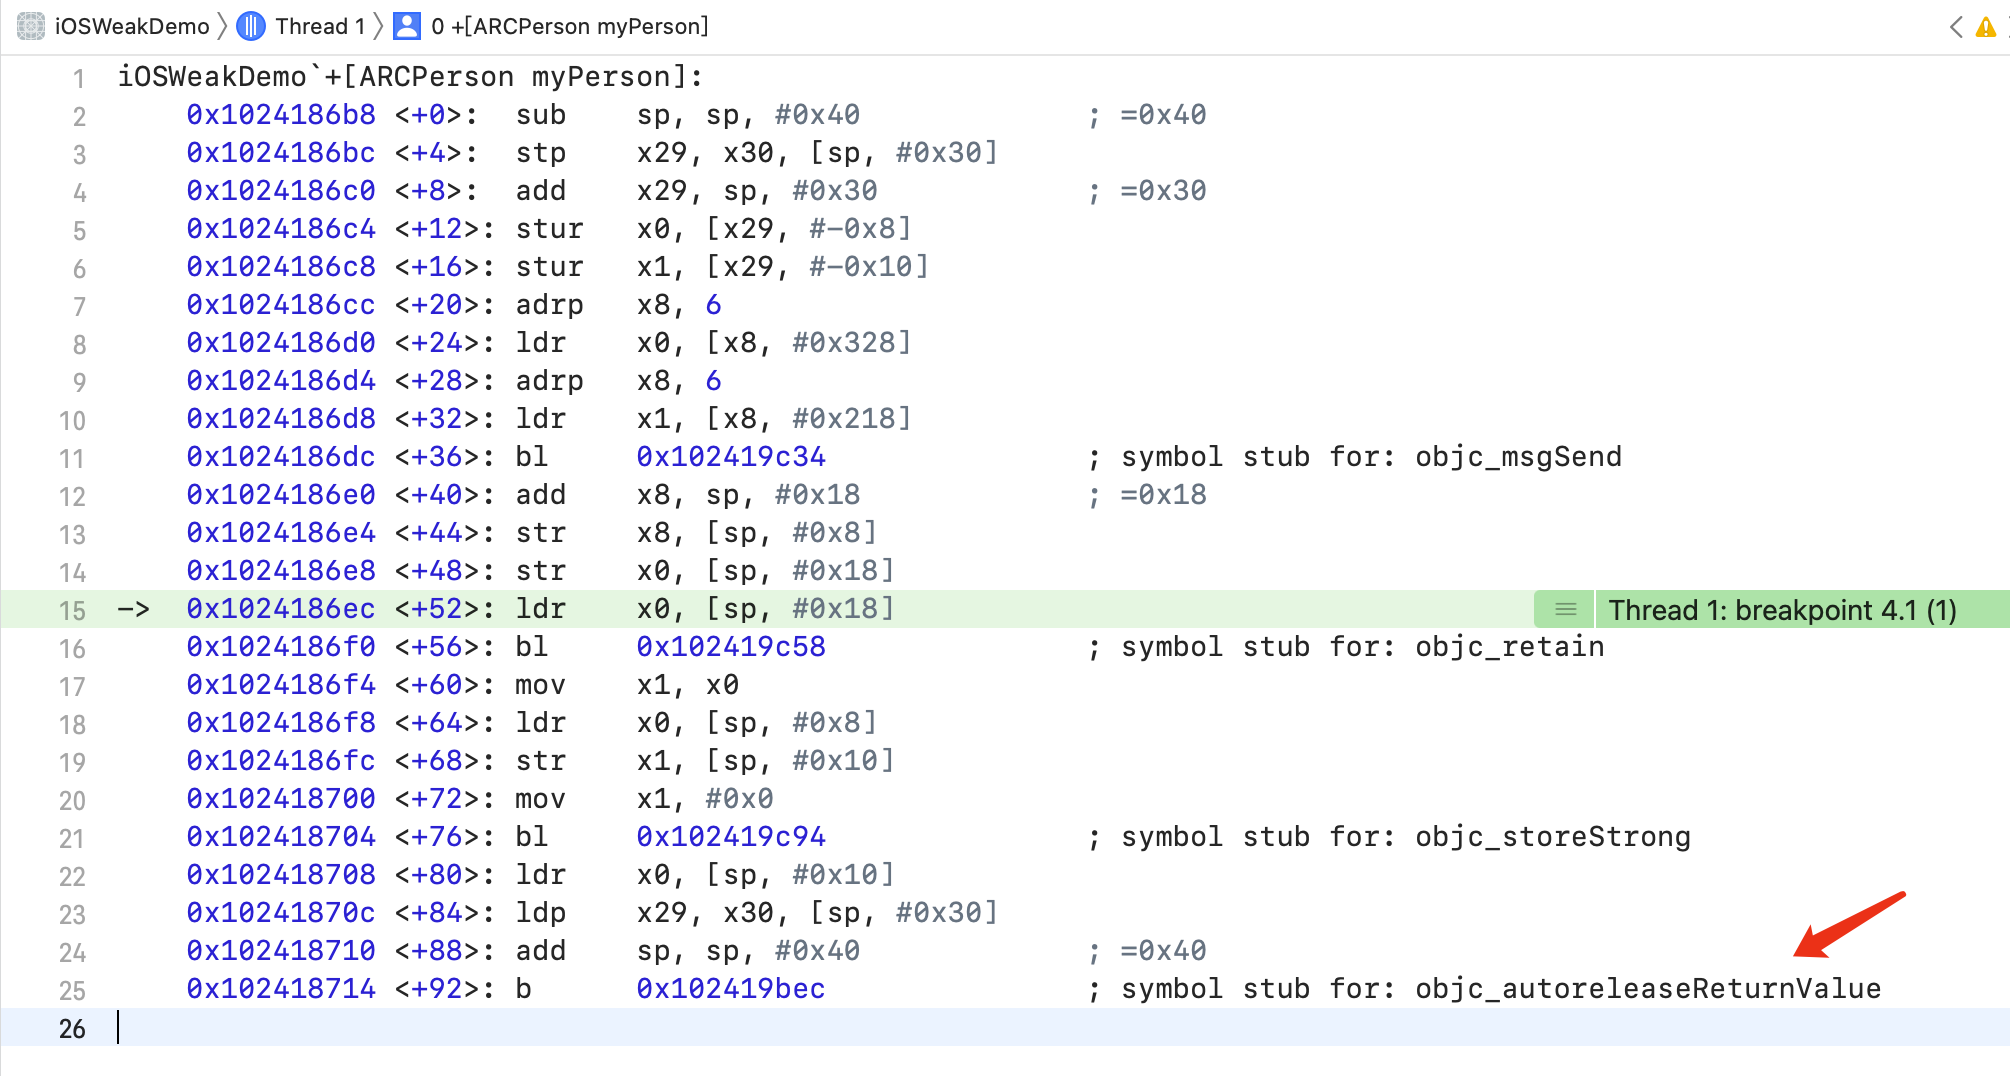 iOSWeakDemo 〉 Thread 1 〉 0 +[ARCPerson myPerson]
1 iOSWeakDemo`+[ARCPerson myPerson]:
2 0x1024186b8 <+0>: sub sp, sp, #0x40 ; =0x40
3 0x1024186bc <+4>: stp x29, x30, [sp, #0x30]
4 0x1024186c0 <+8>: add x29, sp, #0x30 ; =0x30
5 0x1024186c4 <+12>: stur x0, [x29, #-0x8]
6 0x1024186c8 <+16>: stur x1, [x29, #-0x10]
7 0x1024186cc <+20>: adrp x8, 6
8 0x1024186d0 <+24>: ldr x0, [x8, #0x328]
9 0x1024186d4 <+28>: adrp x8, 6
10 0x1024186d8 <+32>: ldr x1, [x8, #0x218]
11 0x1024186dc <+36>: bl 0x102419c34 ; symbol stub for: objc_msgSend
12 0x1024186e0 <+40>: add x8, sp, #0x18 ; =0x18
13 0x1024186e4 <+44>: str x8, [sp, #0x8]
14 0x1024186e8 <+48>: str x0, [sp, #0x18]
15 -> 0x1024186ec <+52>: ldr x0, [sp, #0x18] Thread 1: breakpoint 4.1 (1)
16 0x1024186f0 <+56>: bl 0x102419c58 ; symbol stub for: objc_retain
17 0x1024186f4 <+60>: mov x1, x0
18 0x1024186f8 <+64>: ldr x0, [sp, #0x8]
19 0x1024186fc <+68>: str x1, [sp, #0x10]
20 0x102418700 <+72>: mov x1, #0x0
21 0x102418704 <+76>: bl 0x102419c94 ; symbol stub for: objc_storeStrong
22 0x102418708 <+80>: ldr x0, [sp, #0x10]
23 0x10241870c <+84>: ldp x29, x30, [sp, #0x30]
24 0x102418710 <+88>: add sp, sp, #0x40 ; =0x40
25 0x102418714 <+92>: b 0x102419bec ; symbol stub for: objc_autoreleaseReturnValue
26